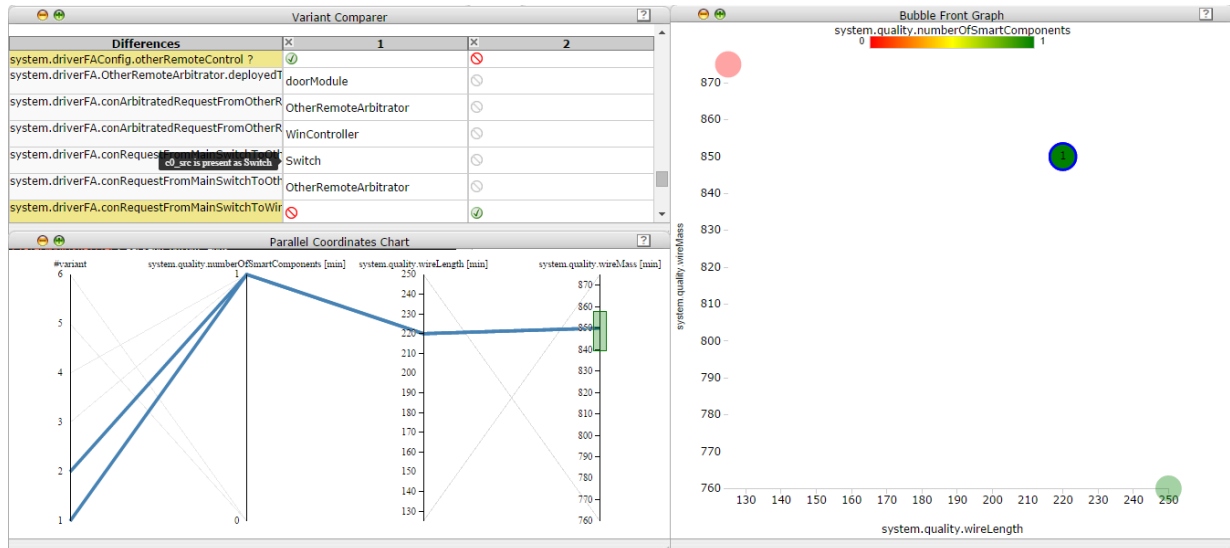 Variant Comparer
?
Differences
1
2
system.driverFAConfig.otherRemoteControl ?
system.driverFA.OtherRemoteArbitrator.deployedT
doorModule
system.driverFA.conArbitratedRequestFromOtherR
OtherRemoteArbitrator
system.driverFA.conArbitratedRequestFromOtherR
WinController
system.driverFA.conRequestFromMainSwitchToOth
c0_src is present as Switch
Switch
system.driverFA.conRequestFromMainSwitchToOth
OtherRemoteArbitrator
system.driverFA.conRequestFromMainSwitchToWin
Parallel Coordinates Chart
?
#variant
system.quality.numberOfSmartComponents [min]
system.quality.wireLength [min]
system.quality.wireMass [min]
6
5
4
3
2
1
1
0
250
240
230
220
210
200
190
180
170
160
150
140
130
870
860
850
840
830
820
810
800
790
780
770
760
Bubble Front Graph
?
system.quality.numberOfSmartComponents
0
1
870
860
850
840
830
820
810
800
790
780
770
760
system.quality.wireMass
1
130 140 150 160 170 180 190 200 210 220 230 240 250
system.quality.wireLength